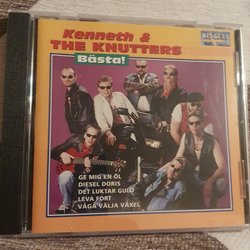 Kenneth &
THE KNUTTERS
Bästa!
GE MIG EN ÖL
DIESEL DORIS
DET LUKTAR GULD
LEVA FORT
VÅGA VÄLJA VÄXEL